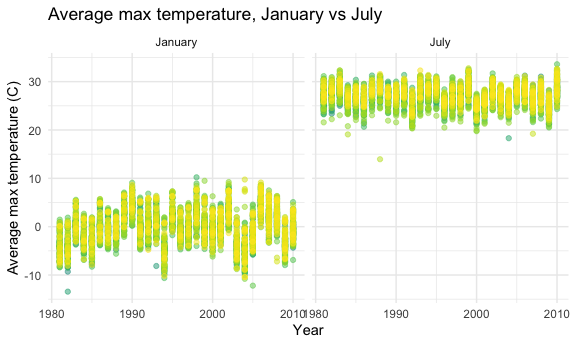 Average max temperature, January vs July
January July
Average max temperature (C)
30
20
10
0
-10
1980 1990 2000 2010 1980 1990 2000 2010
Year